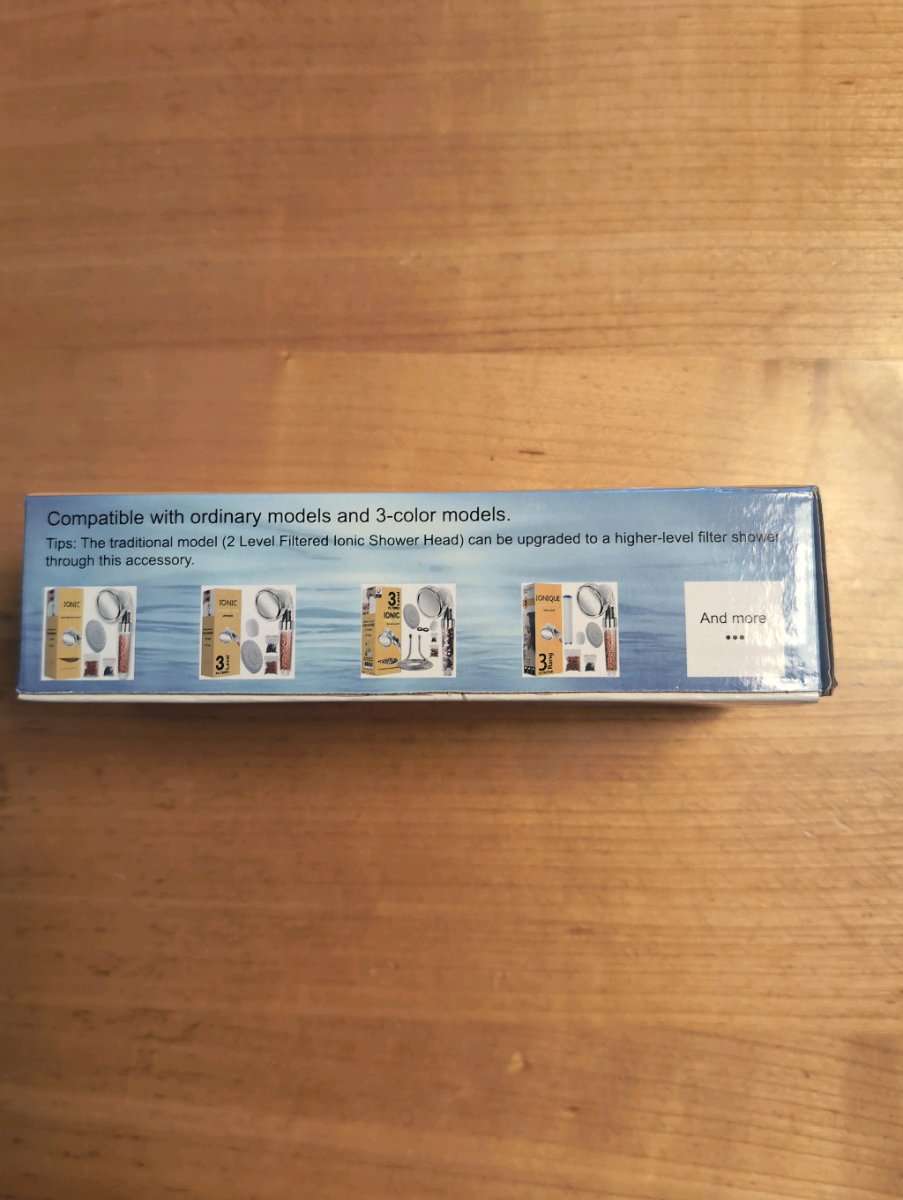 Compatible with ordinary models and 3-color models.
Tips: The traditional model (2 Level Filtered Ionic Shower Head) can be upgraded to a higher-level filter shower
through this accessory.
IONIC
IONIC
3
Level
3
IONIC
IONIQUE
3
And more
•••